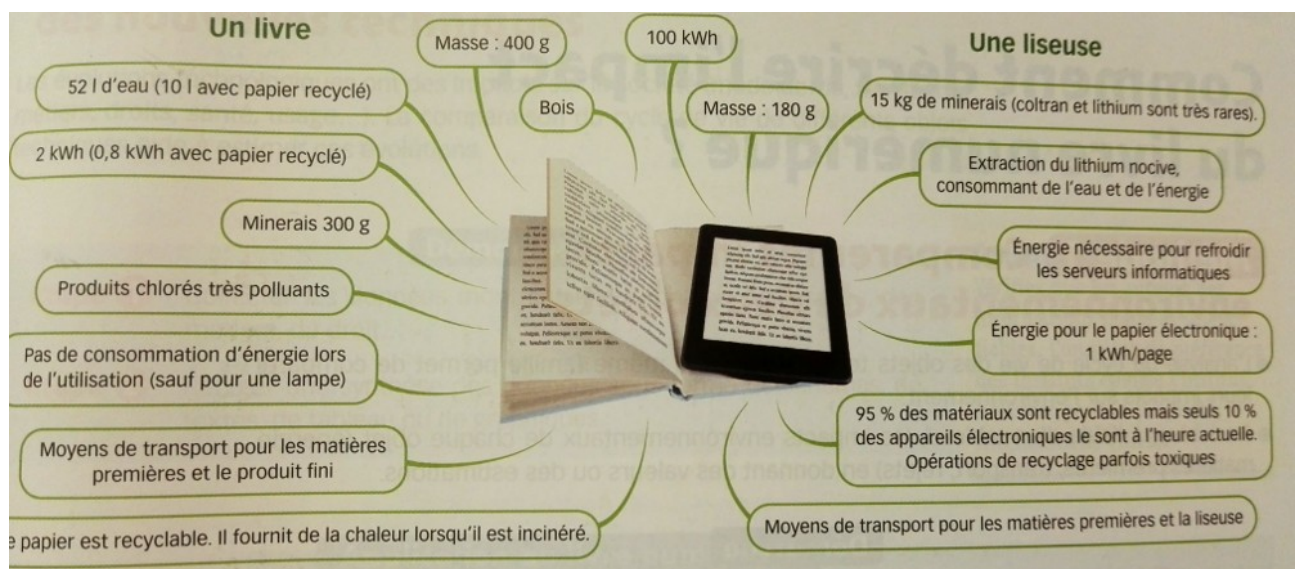 Un livre
Masse : 400 g
52 l d'eau (10 l avec papier recyclé)
Bois
2 kWh (0,8 kWh avec papier recyclé)
Minerais 300 g
Produits chlorés très polluants
Pas de consommation d'énergie lors
de l'utilisation (sauf pour une lampe)
Moyens de transport pour les matières
premières et le produit fini
e papier est recyclable. Il fournit de la chaleur lorsqu'il est incinéré.
Une liseuse
100 kWh
Masse : 180 g
15 kg de minerais (coltran et lithium sont très rares).
Extraction du lithium nocive,
consommant de l'eau et de l'énergie
Énergie nécessaire pour refroidir
les serveurs informatiques
Énergie pour le papier électronique :
1 kWh/page
95 % des matériaux sont recyclables mais seuls 10 %
des appareils électroniques le sont à l'heure actuelle.
Opérations de recyclage parfois toxiques
Moyens de transport pour les matières premières et la liseuse